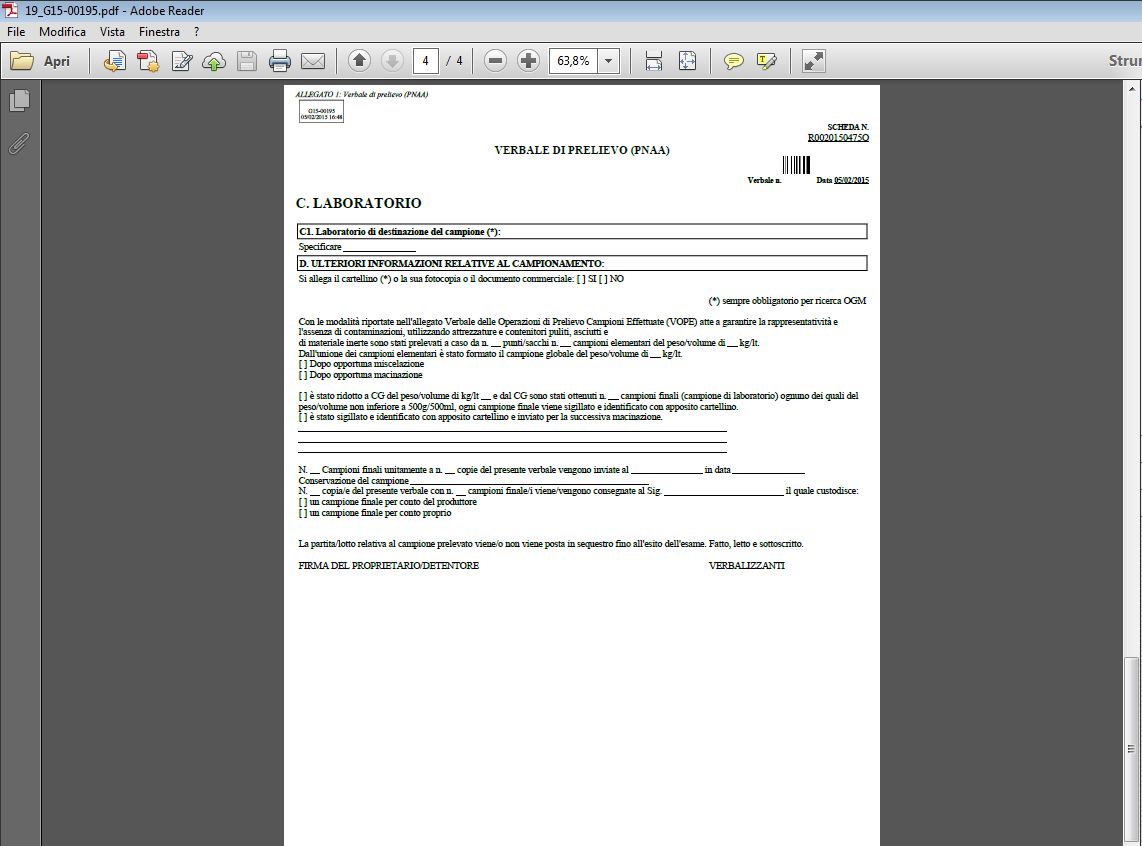 19_G15-00195.pdf - Adobe Reader
File Modifica Vista Finestra ?
Apri 4 / 4 63,8% Strur
ALLEGATO 1: Verbale di prelievo (PNAA)
G15-00195
05/02/2015 16:48
SCHEDA N.
R0020150475Q
VERBALE DI PRELIEVO (PNAA)
Verbale n. Data 05/02/2015
C. LABORATORIO
C1. Laboratorio di destinazione del campione (*):
Specificare _______________
D. ULTERIORI INFORMAZIONI RELATIVE AL CAMPIONAMENTO:
Si allega il cartellino (*) o la sua fotocopia o il documento commerciale: [ ] SI [ ] NO
(*) sempre obbligatorio per ricerca OGM
Con le modalità riportate nell'allegato Verbale delle Operazioni di Prelievo Campioni Effettuate (VOPE) atte a garantire la rappresentatività e
l'assenza di contaminazioni, utilizzando attrezzature e contenitori puliti, asciutti e
di materiale inerte sono stati prelevati a caso da n. __ punti/sacchi n. __ campioni elementari del peso/volume di __ kg/lt.
Dall'unione dei campioni elementari è stato formato il campione globale del peso/volume di __ kg/lt.
[ ] Dopo opportuna miscelazione
[ ] Dopo opportuna macinazione
[ ] è stato ridotto a CG del peso/volume di kg/lt __ e dal CG sono stati ottenuti n. __ campioni finali (campione di laboratorio) ognuno dei quali del
peso/volume non inferiore a 500g/500ml, ogni campione finale viene sigillato e identificato con apposito cartellino.
[ ] è stato sigillato e identificato con apposito cartellino e inviato per la successiva macinazione.
N. __ Campioni finali unitamente a n. __ copie del presente verbale vengono inviate al _______________ in data _______________
Conservazione del campione _______________
N. __ copia/e del presente verbale con n. __ campioni finale/i viene/vengono consegnate al Sig. _______________ il quale custodisce:
[ ] un campione finale per conto del produttore
[ ] un campione finale per conto proprio
La partita/lotto relativa al campione prelevato viene/o non viene posta in sequestro fino all'esito dell'esame. Fatto, letto e sottoscritto.
FIRMA DEL PROPRIETARIO/DETENTORE VERBALIZZANTI